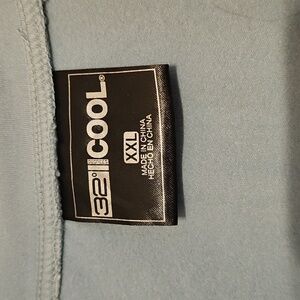 32° COOL®
XXL
MADE IN CHINA
HECHO EN CHINA